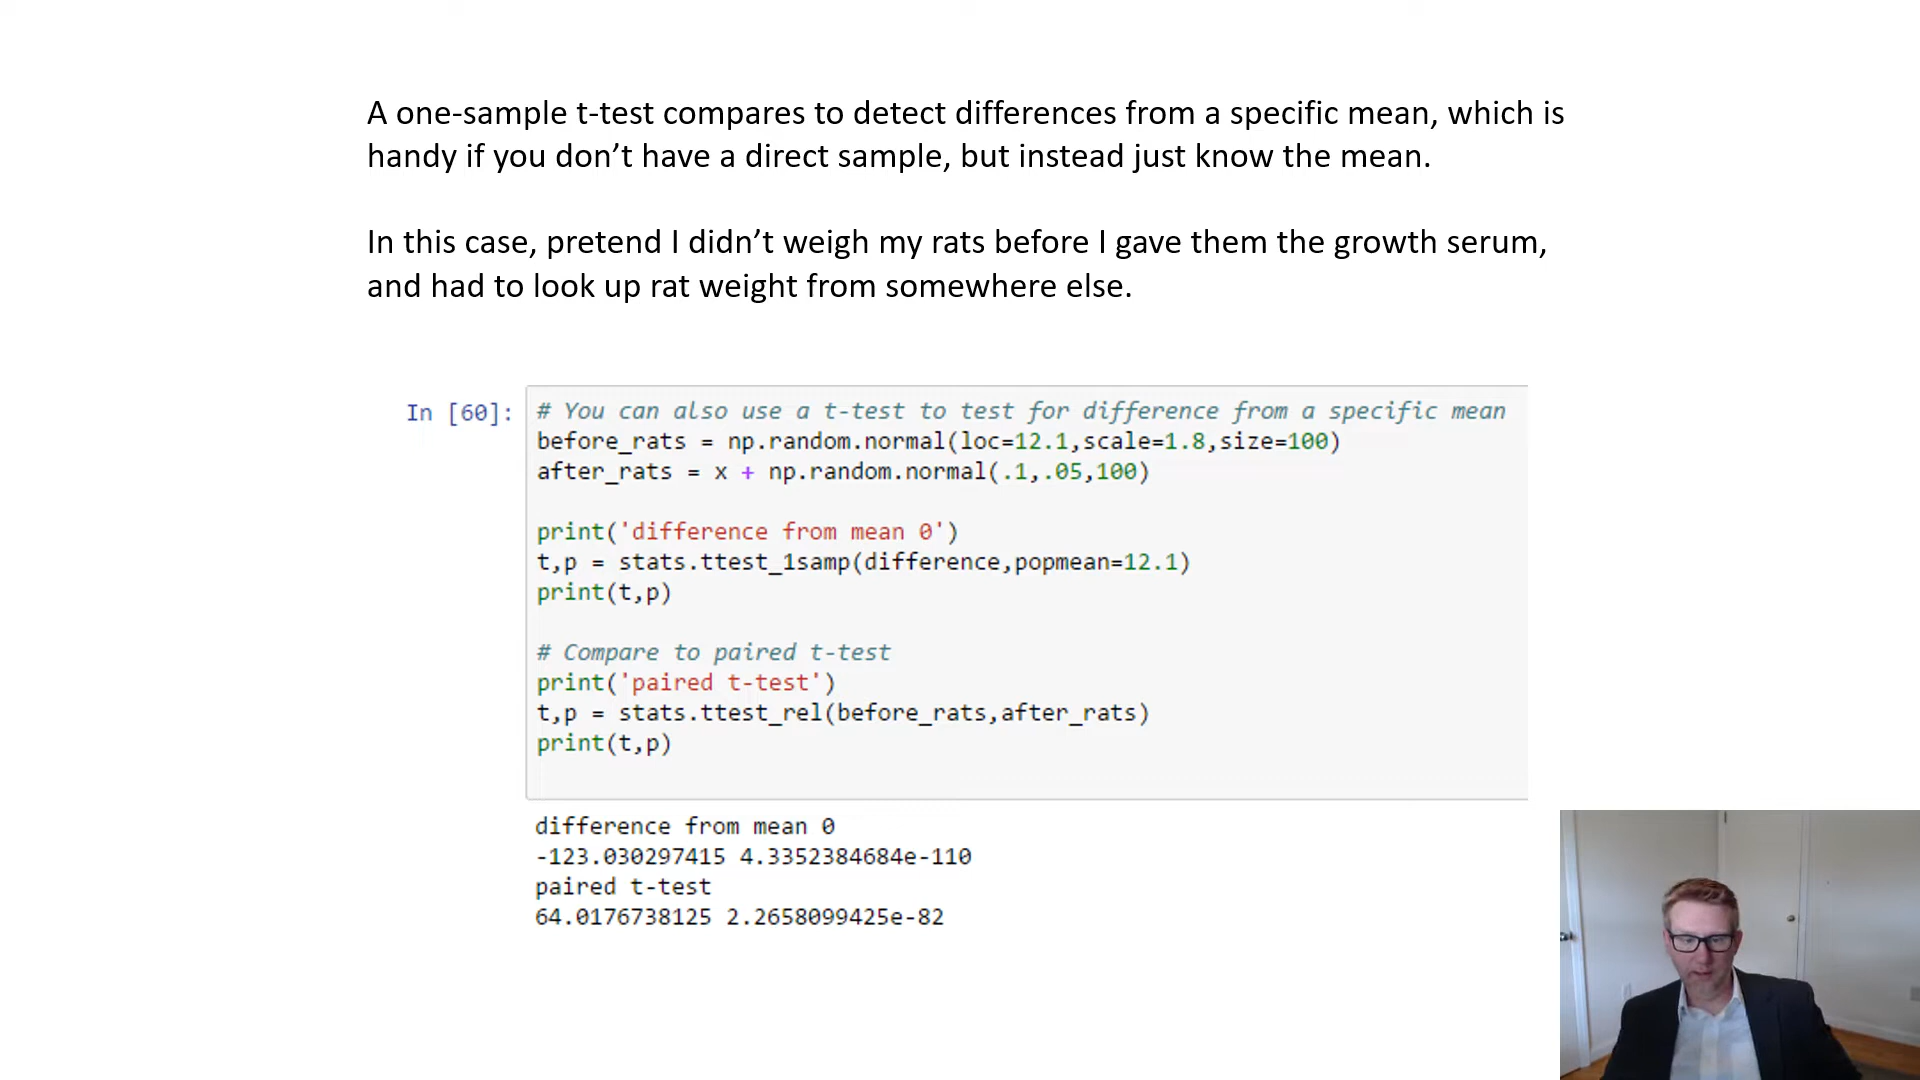 A one-sample t-test compares to detect differences from a specific mean, which is
handy if you don’t have a direct sample, but instead just know the mean.
In this case, pretend I didn’t weigh my rats before I gave them the growth serum,
and had to look up rat weight from somewhere else.
In [60]:
# You can also use a t-test to test for difference from a specific mean
before_rats = np.random.normal(loc=12.1,scale=1.8,size=100)
after_rats = x + np.random.normal(.1,.05,100)
print('difference from mean 0')
t,p = stats.ttest_1samp(difference,popmean=12.1)
print(t,p)
# Compare to paired t-test
print('paired t-test')
t,p = stats.ttest_rel(before_rats,after_rats)
print(t,p)
difference from mean 0
-123.030297415 4.3352384684e-110
paired t-test
64.0176738125 2.2658099425e-82